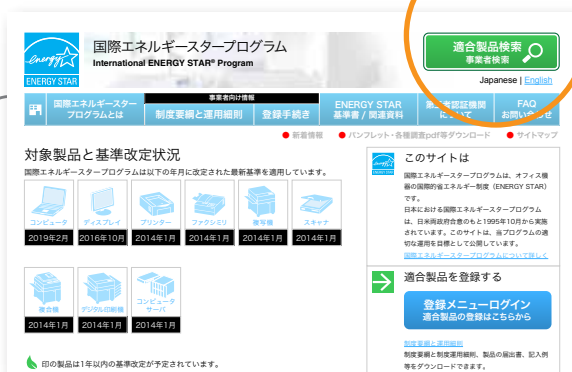 energy
ENERGY STAR
国際エネルギースタープログラム
International ENERGY STAR® Program
適合製品検索
事業者検索
Japanese | English
国際エネルギースター
プログラムとは
事業者向け情報
制度要綱と運用細則
登録手続き
ENERGY STAR
基準書 / 関連資料
第三者認証機関
について
FAQ
お問い合わせ
新着情報
パンフレット・各種調査pdf等ダウンロード
サイトマップ
対象製品と基準改定状況
国際エネルギースタープログラムは以下の年月に改定された最新基準を適用しています。
コンピュータ
ディスプレイ
プリンター
ファクシミリ
複写機
スキャナ
2019年2月
2016年10月
2014年1月
2014年1月
2014年1月
2014年1月
複合機
デジタル印刷機
コンピュータ
サーバ
2014年1月
2014年1月
2014年1月
印の製品は1年以内の基準改定が予定されています。
このサイトは
国際エネルギースタープログラムは、オフィス機
器の国際的省エネルギー制度（ENERGY STAR）
です。
日本における国際エネルギースタープログラム
は、日米両政府合意のもと1995年10月から実施
されています。このサイトは、当プログラムの適
切な運用を目標として公開しています。
国際エネルギースタープログラムについて詳しく
適合製品を登録する
登録メニューログイン
適合製品の登録はこちらから
制度要綱と運用細則
制度要綱と制度運用細則、製品の届出書、記入例
等をダウンロードできます。